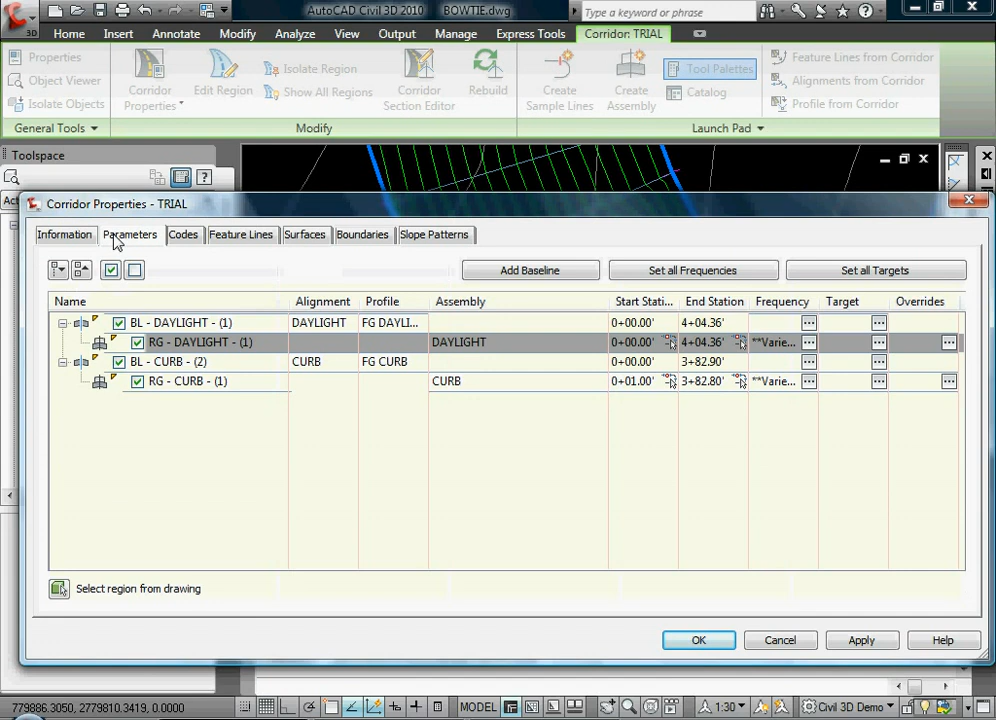 AutoCAD Civil 3D 2010 BOWTIE.dwg Type a keyword or phrase
3D
Home Insert Annotate Modify Analyze View Output Manage Express Tools Corridor: TRIAL
Properties
Object Viewer
Isolate Objects
Corridor Properties
Edit Region
Isolate Region
Show All Regions
Corridor Section Editor
Rebuild
Create Sample Lines
Create Assembly
Tool Palettes
Catalog
Feature Lines from Corridor
Alignments from Corridor
Profile from Corridor
General Tools Modify Launch Pad
Toolspace
Act
Corridor Properties - TRIAL
Information Parameters Codes Feature Lines Surfaces Boundaries Slope Patterns
Add Baseline Set all Frequencies Set all Targets
Name Alignment Profile Assembly Start Stati... End Station Frequency Target Overrides
BL - DAYLIGHT - (1) DAYLIGHT FG DAYLI... 0+00.00' 4+04.36'
RG - DAYLIGHT - (1) DAYLIGHT 0+00.00' 4+04.36' **Varie...
BL - CURB - (2) CURB FG CURB 0+00.00' 3+82.90'
RG - CURB - (1) CURB 0+01.00' 3+82.80' **Varie...
Select region from drawing
OK Cancel Apply Help
779886.3050, 2779810.3419, 0.0000 MODEL 1:30 Civil 3D Demo